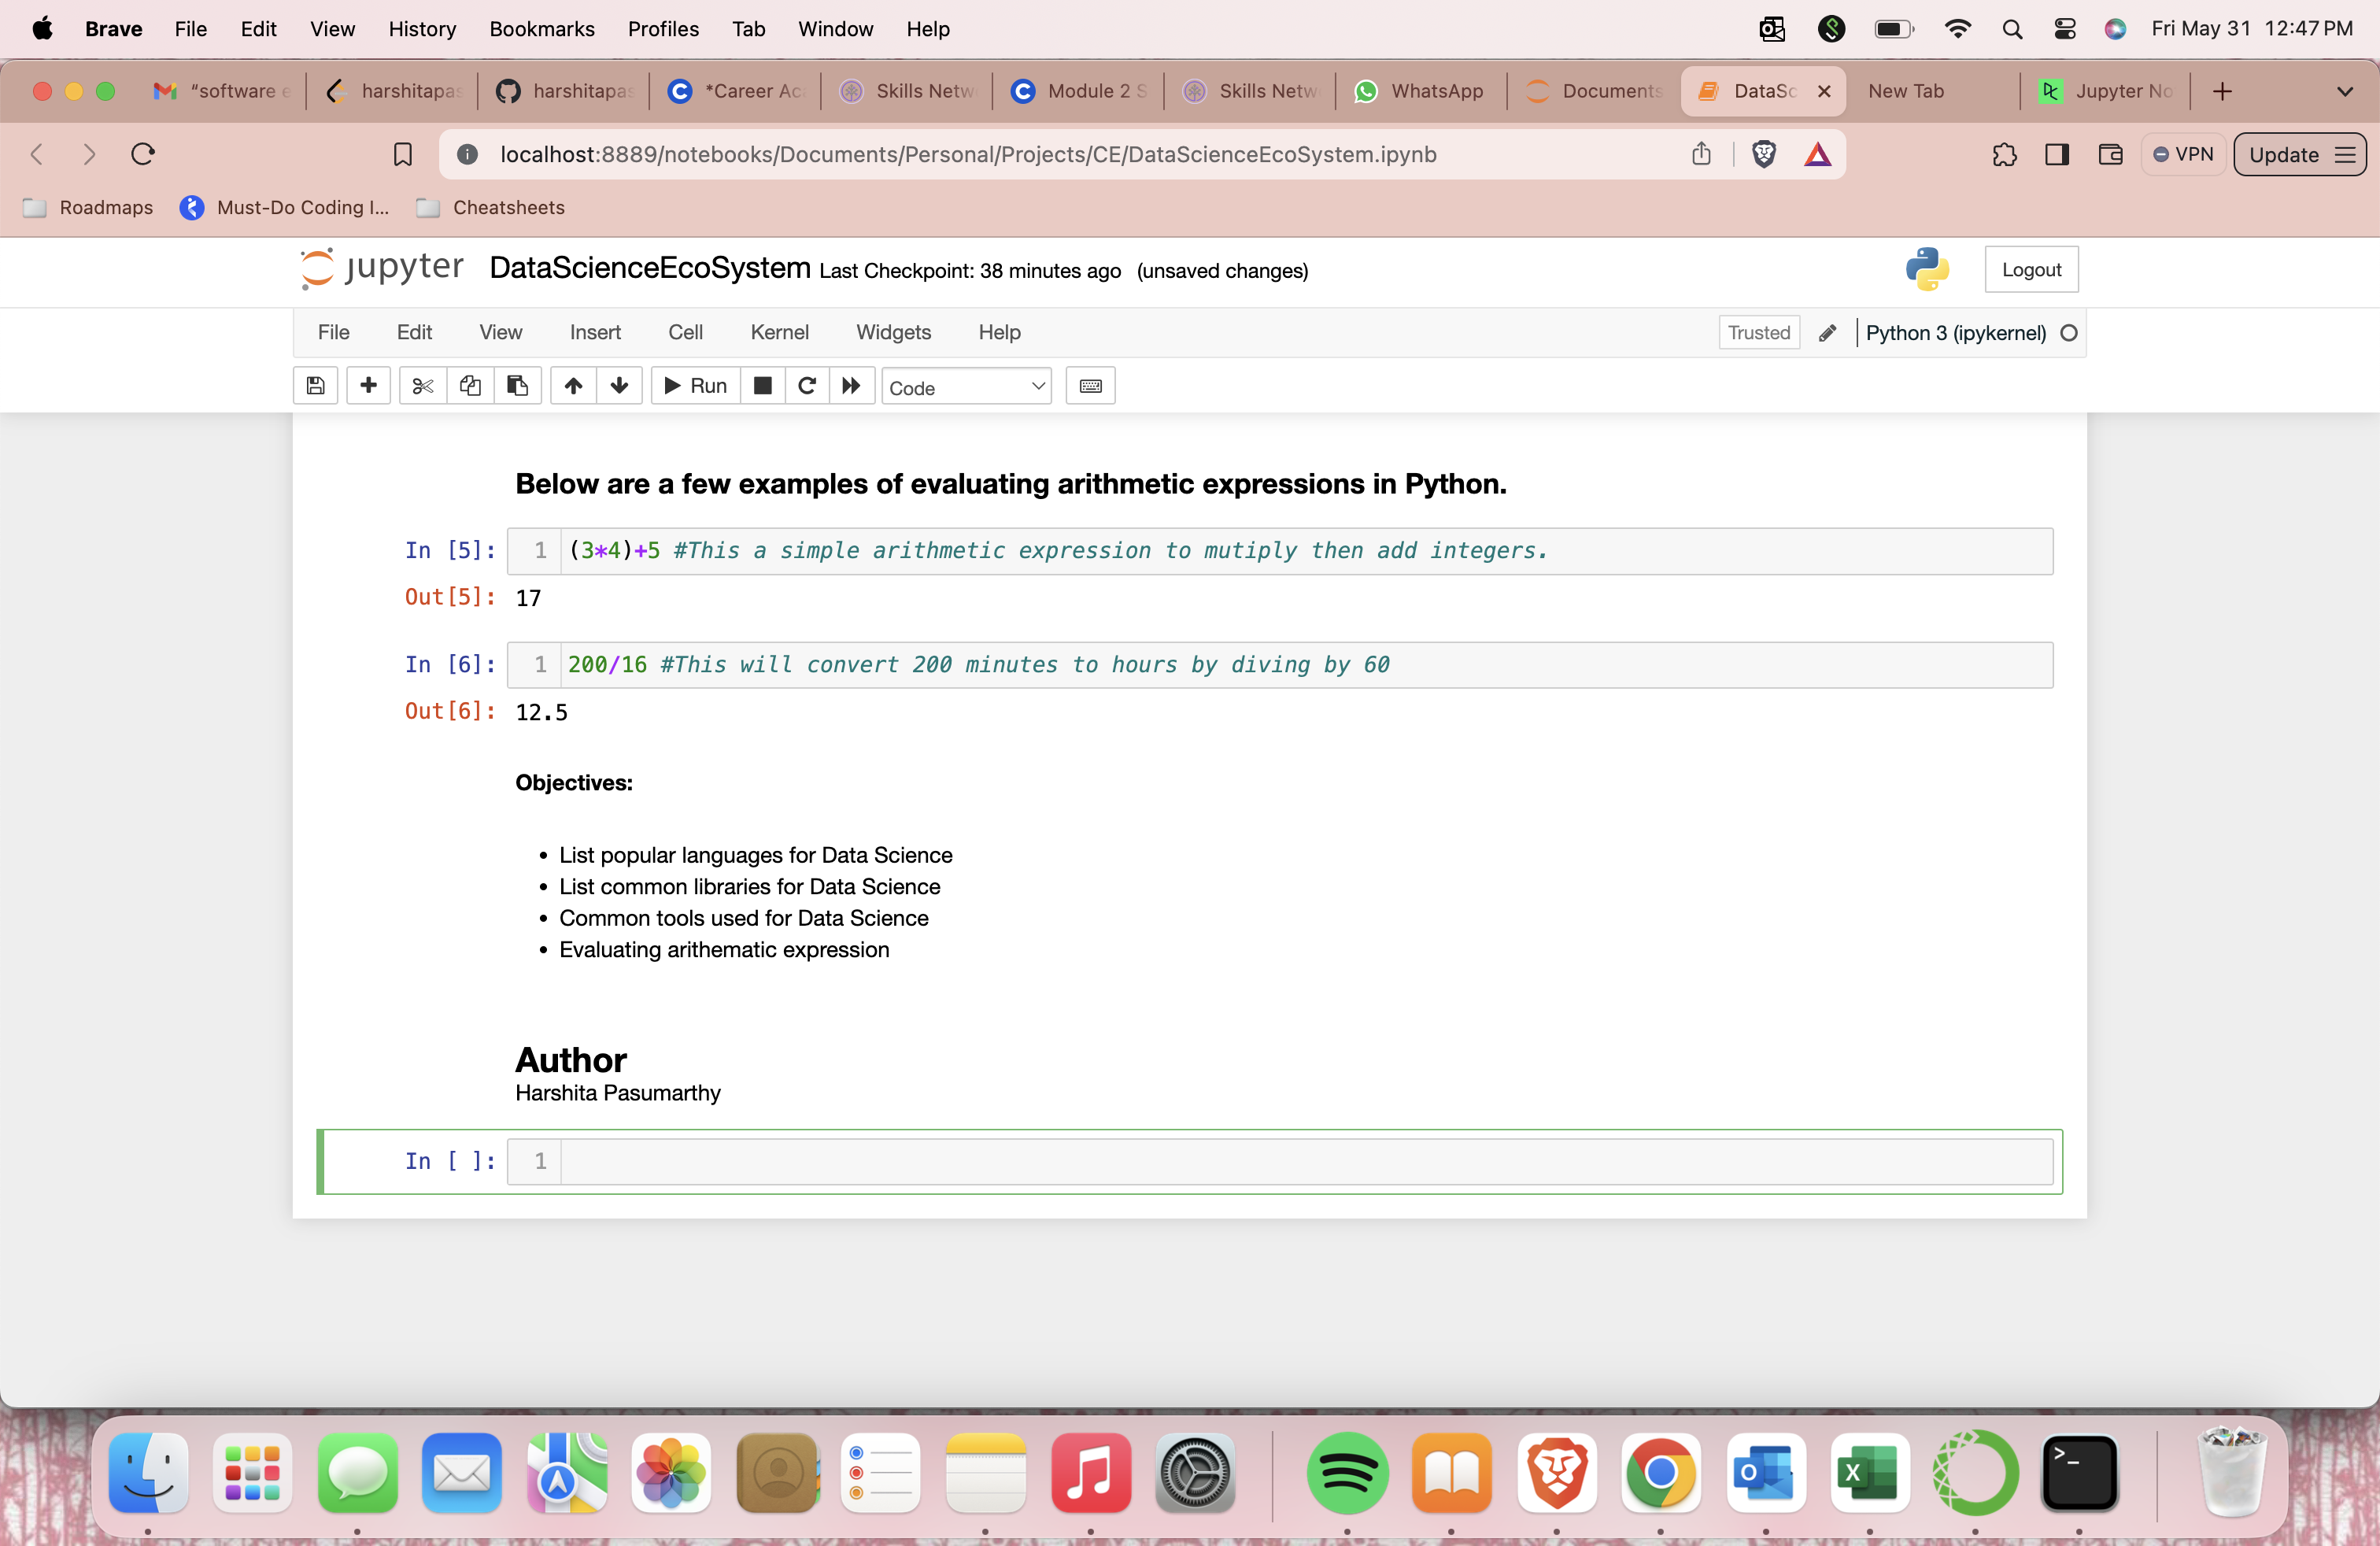 Brave File Edit View History Bookmarks Profiles Tab Window Help Fri May 31 12:47 PM
"software harshitapas harshitapas *Career Aca Skills Netw Module 2 S Skills Netw WhatsApp Documents DataSc New Tab Jupyter No
localhost:8889/notebooks/Documents/Personal/Projects/CE/DataScienceEcoSystem.ipynb VPN Update
Roadmaps Must-Do Coding I... Cheatsheets
jupyter DataScienceEcoSystem Last Checkpoint: 38 minutes ago (unsaved changes) Logout
File Edit View Insert Cell Kernel Widgets Help Trusted Python 3 (ipykernel)
Run Code
Below are a few examples of evaluating arithmetic expressions in Python.
In [5]: 1 (3*4)+5 #This a simple arithmetic expression to mutiply then add integers.
Out[5]: 17
In [6]: 1 200/16 #This will convert 200 minutes to hours by diving by 60
Out[6]: 12.5
Objectives:
• List popular languages for Data Science
• List common libraries for Data Science
• Common tools used for Data Science
• Evaluating arithematic expression
Author
Harshita Pasumarthy
In [ ]: 1